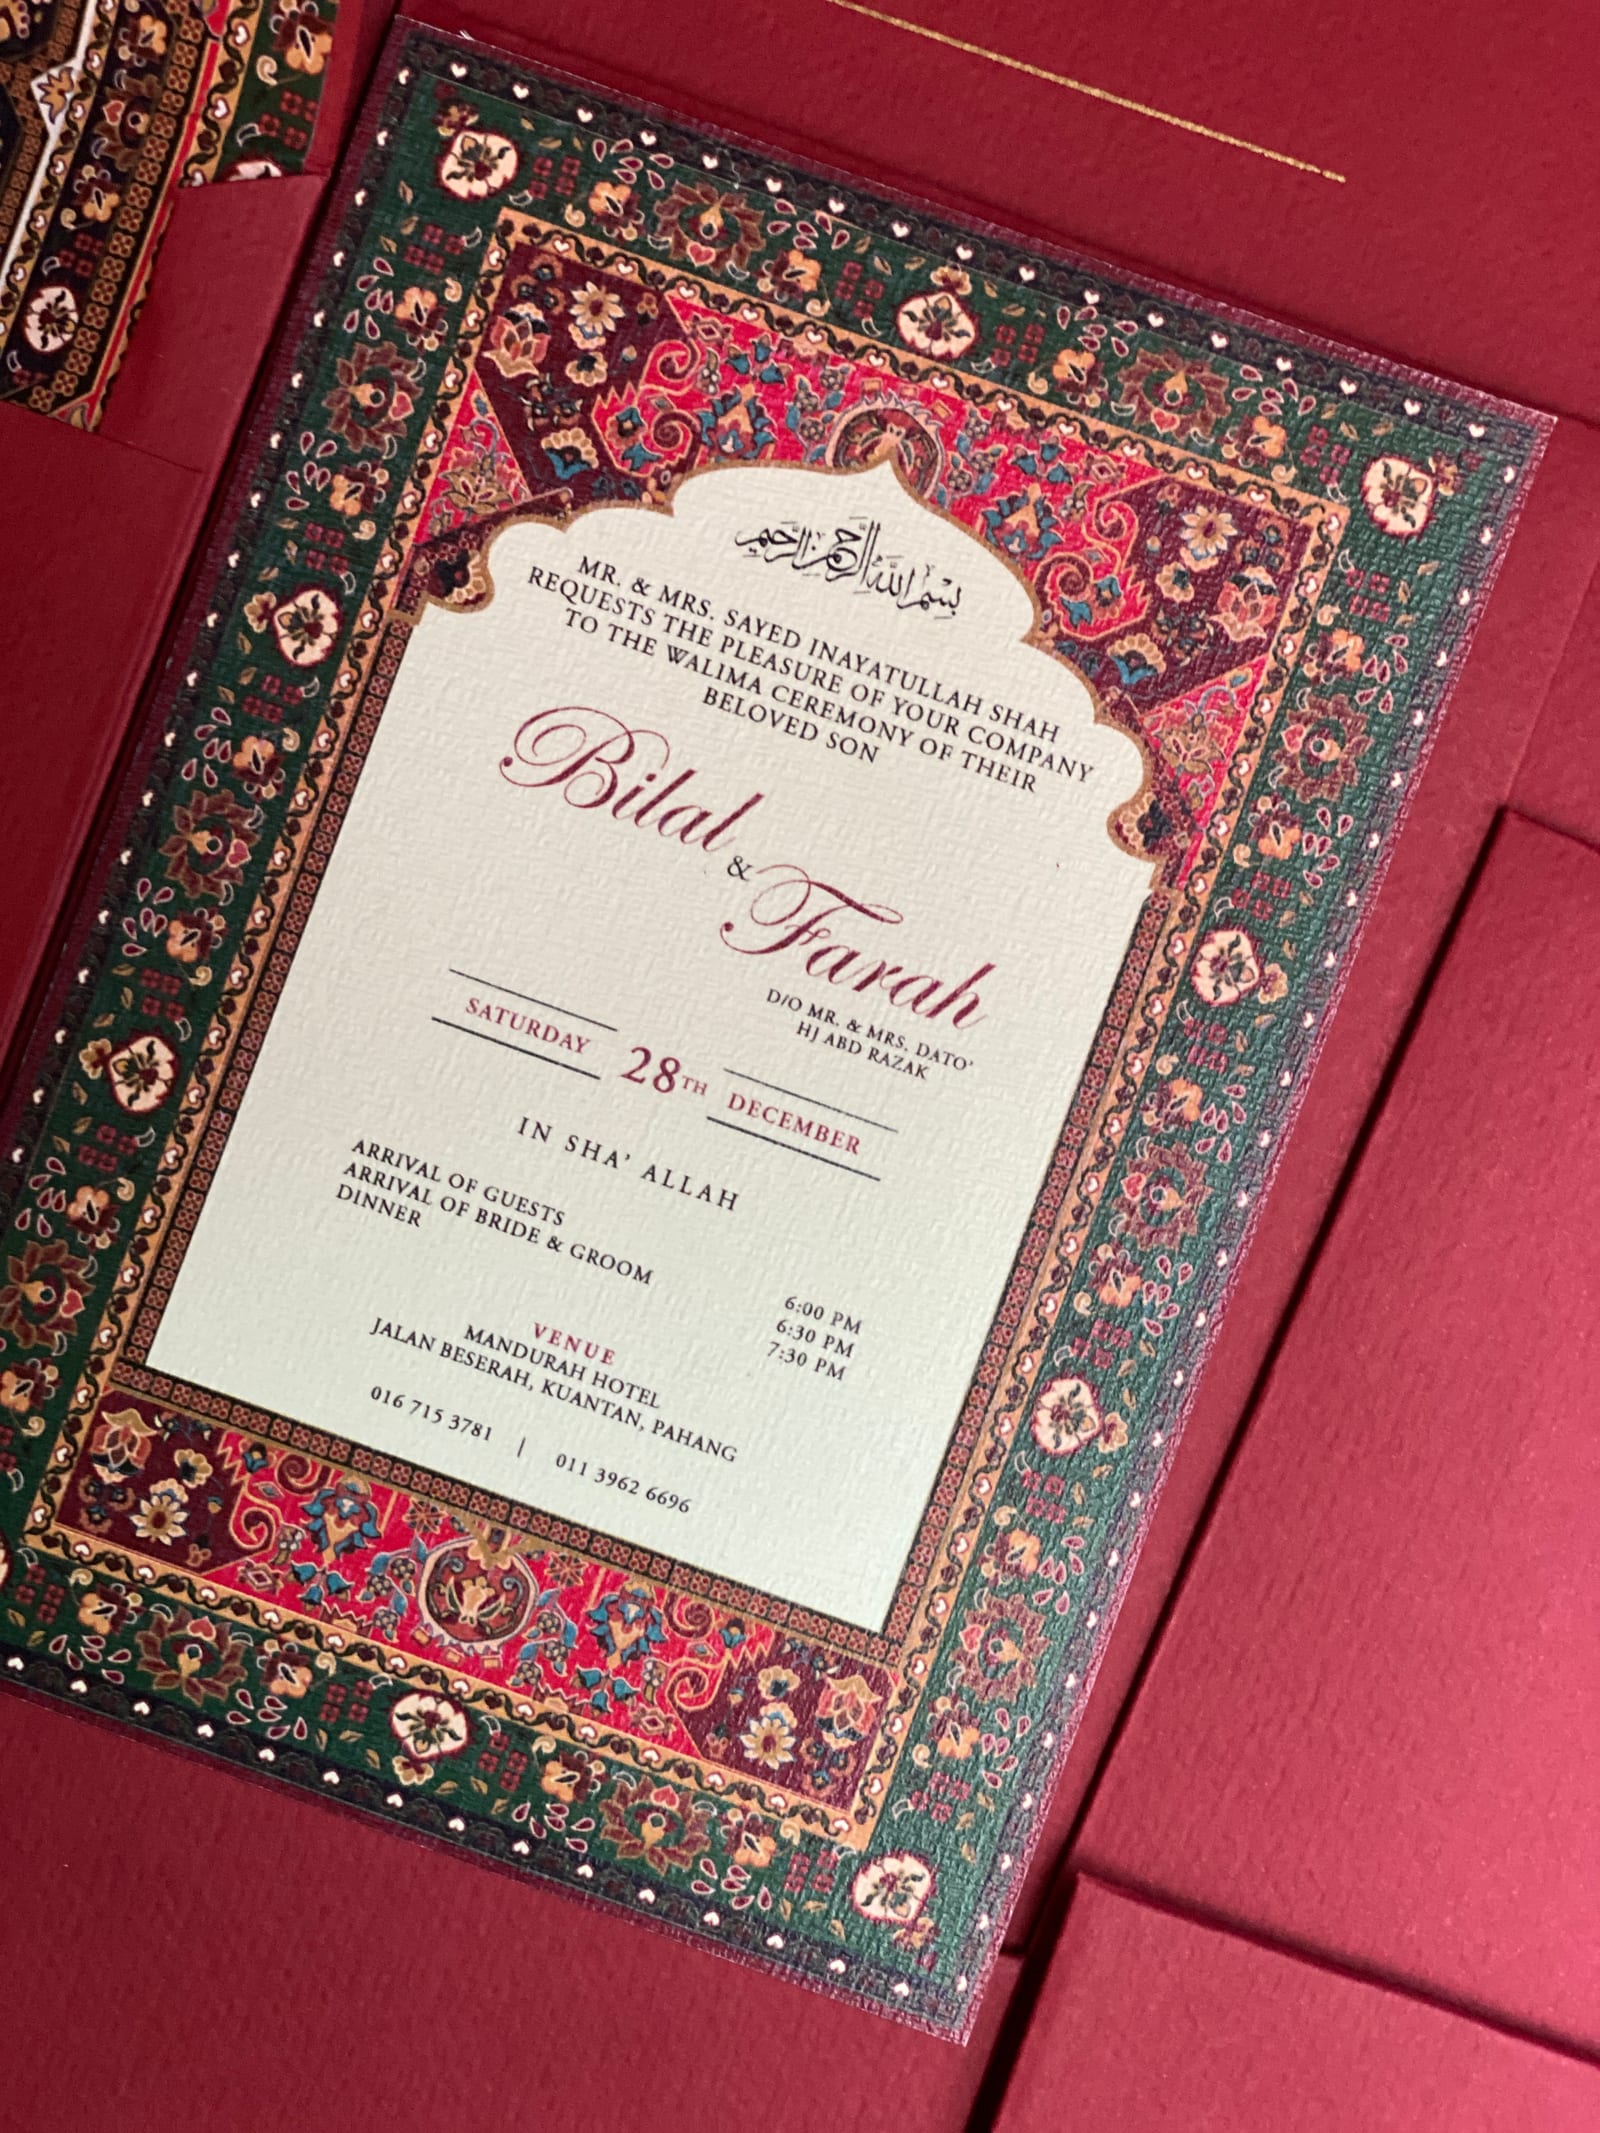 بسم الله الرحمن الرحيم
MR. & MRS. SAYED INAYATULLAH SHAH
REQUESTS THE PLEASURE OF YOUR COMPANY
TO THE WALIMA CEREMONY OF THEIR
BELOVED SON
Bilal
&
Farah
D/O MR. & MRS. DATO'
HJ ABD RAZAK
SATURDAY 28TH DECEMBER
IN SHA' ALLAH
ARRIVAL OF GUESTS 6:00 PM
ARRIVAL OF BRIDE & GROOM 6:30 PM
DINNER 7:30 PM
VENUE
MANDURAH HOTEL
JALAN BESERAH, KUANTAN, PAHANG
016 715 3781 | 011 3962 6696